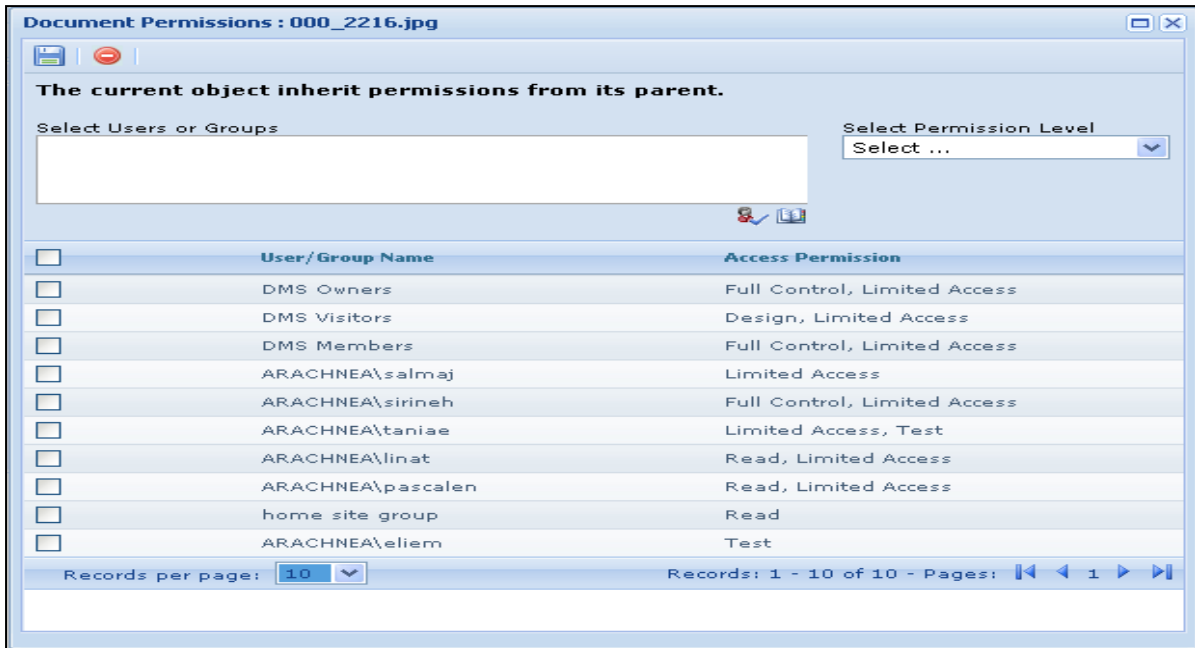 Document Permissions : 000_2216.jpg
The current object inherit permissions from its parent.
Select Users or Groups
Select Permission Level
Select ...
User/Group Name Access Permission
DMS Owners Full Control, Limited Access
DMS Visitors Design, Limited Access
DMS Members Full Control, Limited Access
ARACHNEA\salmaj Limited Access
ARACHNEA\sirineh Full Control, Limited Access
ARACHNEA\taniae Limited Access, Test
ARACHNEA\linat Read, Limited Access
ARACHNEA\pascalen Read, Limited Access
home site group Read
ARACHNEA\eliem Test
Records per page: 10 Records: 1 - 10 of 10 - Pages: 1